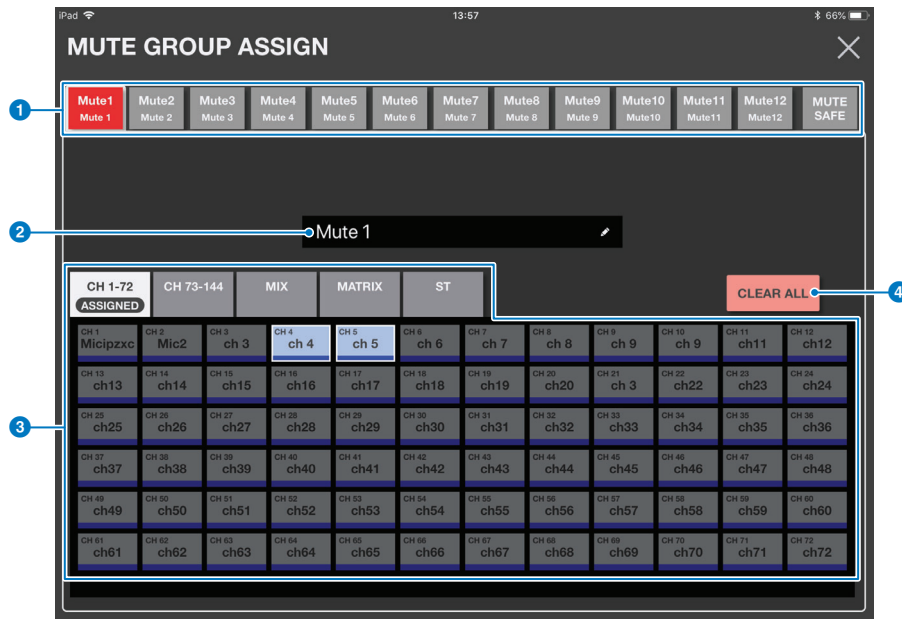 iPad 13:57 66%
MUTE GROUP ASSIGN
1
Mute1 Mute2 Mute3 Mute4 Mute5 Mute6 Mute7 Mute8 Mute9 Mute10 Mute11 Mute12 MUTE
Mute 1 Mute 2 Mute 3 Mute 4 Mute 5 Mute 6 Mute 7 Mute 8 Mute 9 Mute10 Mute11 Mute12 SAFE
2 Mute 1
CH 1-72 CH 73-144 MIX MATRIX ST
ASSIGNED
CLEAR ALL 4
CH 1 CH 2 CH 3 CH 4 CH 5 CH 6 CH 7 CH 8 CH 9 CH 10 CH 11 CH 12
Micipzxc Mic2 ch 3 ch 4 ch 5 ch 6 ch 7 ch 8 ch 9 ch 9 ch11 ch12
CH 13 CH 14 CH 15 CH 16 CH 17 CH 18 CH 19 CH 20 CH 21 CH 22 CH 23 CH 24
ch13 ch14 ch15 ch16 ch17 ch18 ch19 ch20 ch 3 ch22 ch23 ch24
3
CH 25 CH 26 CH 27 CH 28 CH 29 CH 30 CH 31 CH 32 CH 33 CH 34 CH 35 CH 36
ch25 ch26 ch27 ch28 ch29 ch30 ch31 ch32 ch33 ch34 ch35 ch36
CH 37 CH 38 CH 39 CH 40 CH 41 CH 42 CH 43 CH 44 CH 45 CH 46 CH 47 CH 48
ch37 ch38 ch39 ch40 ch41 ch42 ch43 ch44 ch45 ch46 ch47 ch48
CH 49 CH 50 CH 51 CH 52 CH 53 CH 54 CH 55 CH 56 CH 57 CH 58 CH 59 CH 60
ch49 ch50 ch51 ch52 ch53 ch54 ch55 ch56 ch57 ch58 ch59 ch60
CH 61 CH 62 CH 63 CH 64 CH 65 CH 66 CH 67 CH 68 CH 69 CH 70 CH 71 CH 72
ch61 ch62 ch63 ch64 ch65 ch66 ch67 ch68 ch69 ch70 ch71 ch72